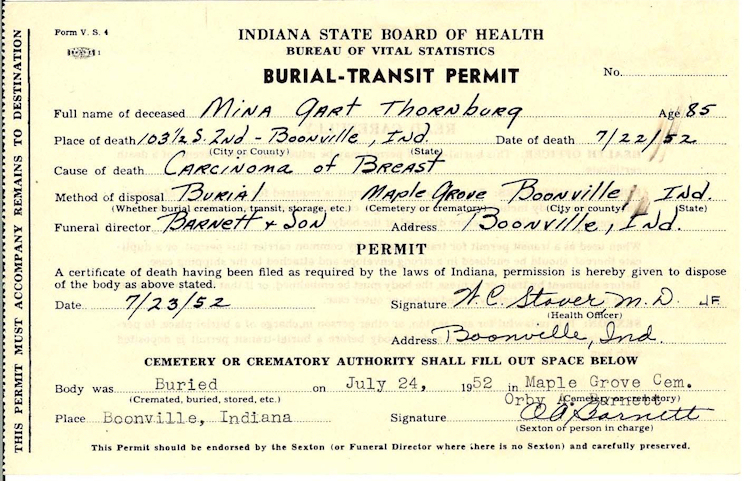 Form V. S. 4
INDIANA STATE BOARD OF HEALTH
BUREAU OF VITAL STATISTICS
BURIAL-TRANSIT PERMIT
No.
Full name of deceased Mina Gart Thornburg Age 85
Place of death 103½ S. 2nd - Boonville, Ind. Date of death 7/22/52
(City or County) (State)
Cause of death Carcinoma of Breast
Method of disposal Burial Maple Grove Boonville Ind.
(Whether burial cremation, transit, storage, etc.) (Cemetery or crematory) (City or county) (State)
Funeral director Barnett + Son Address Boonville, Ind.
PERMIT
A certificate of death having been filed as required by the laws of Indiana, permission is hereby given to dispose
of the body as above stated.
Date 7/23/52 Signature W. C. Stover, M.D. JF
(Health Officer)
Address Boonville, Ind.
CEMETERY OR CREMATORY AUTHORITY SHALL FILL OUT SPACE BELOW
Body was Buried on July 24, 1952 in Maple Grove Cem.
(Cremated, buried, stored, etc.) (Cemetery or crematory)
Orby A. Barnett
Place Boonville, Indiana Signature O A Barnett
(Sexton or person in charge)
This Permit should be endorsed by the Sexton (or Funeral Director where there is no Sexton) and carefully preserved.
THIS PERMIT MUST ACCOMPANY REMAINS TO DESTINATION